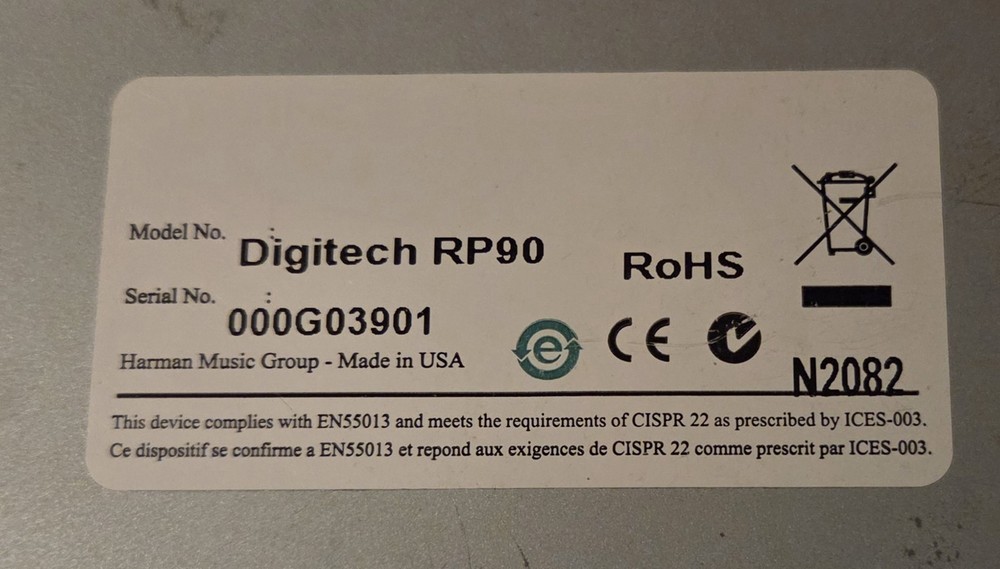 Model No. : Digitech RP90
RoHS
Serial No. : 000G03901
e
CE
N2082
Harman Music Group - Made in USA
This device complies with EN55013 and meets the requirements of CISPR 22 as prescribed by ICES-003.
Ce dispositif se confirme a EN55013 et repond aux exigences de CISPR 22 comme prescrit par ICES-003.